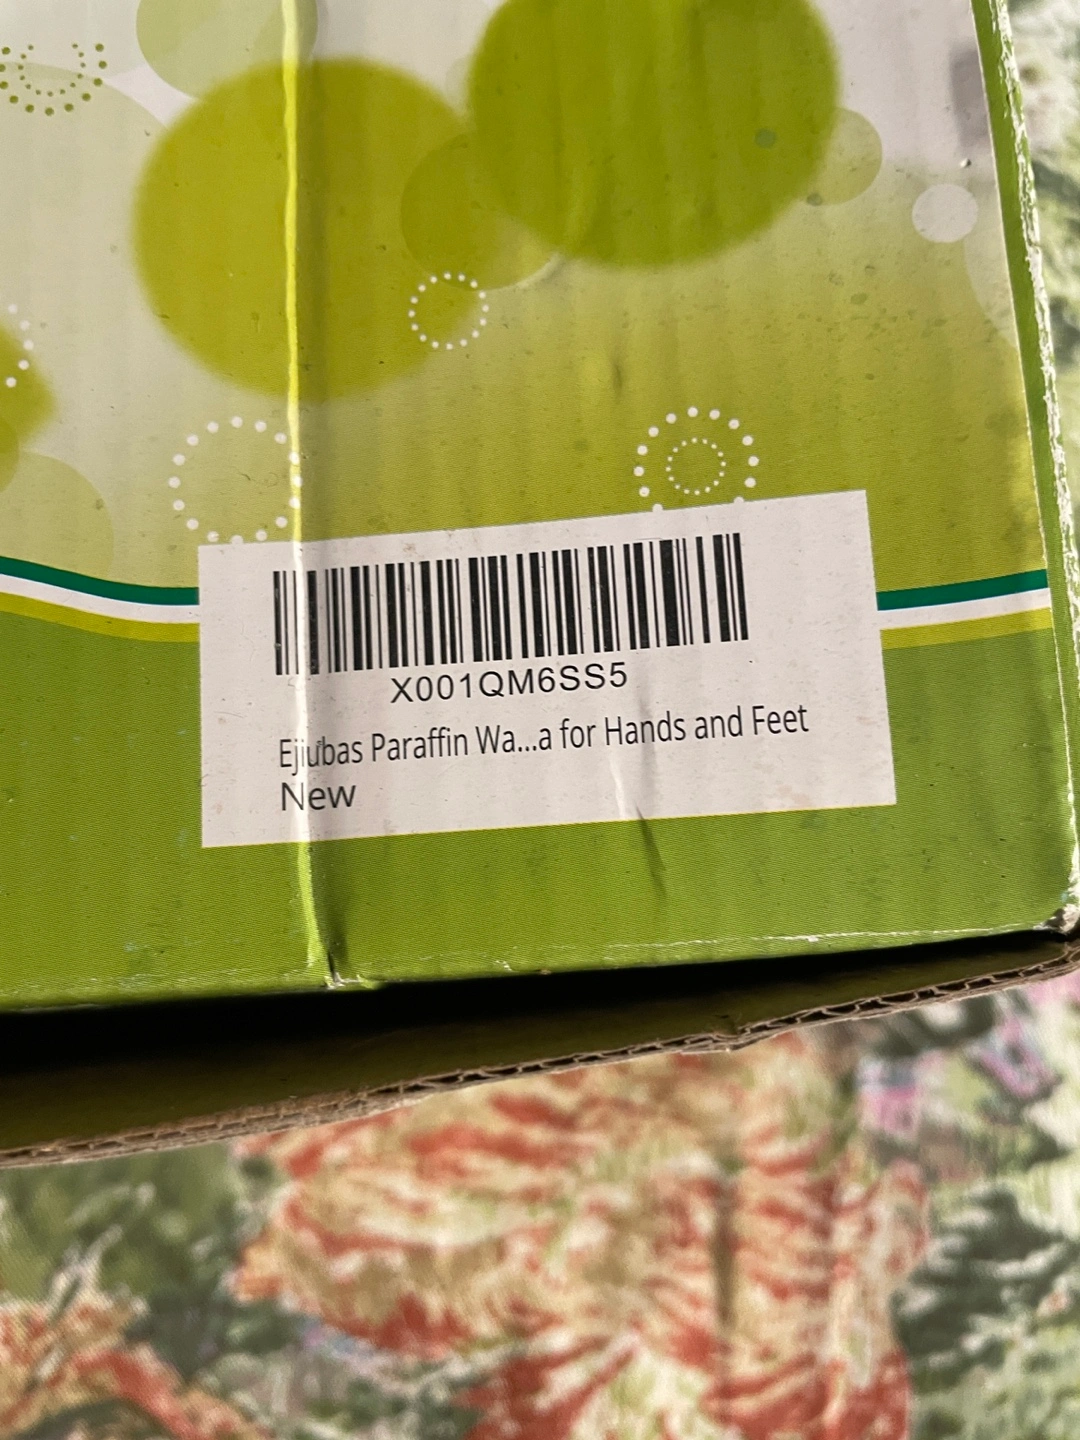 X001QM6SS5
Ejiubas Paraffin Wa...a for Hands and Feet
New